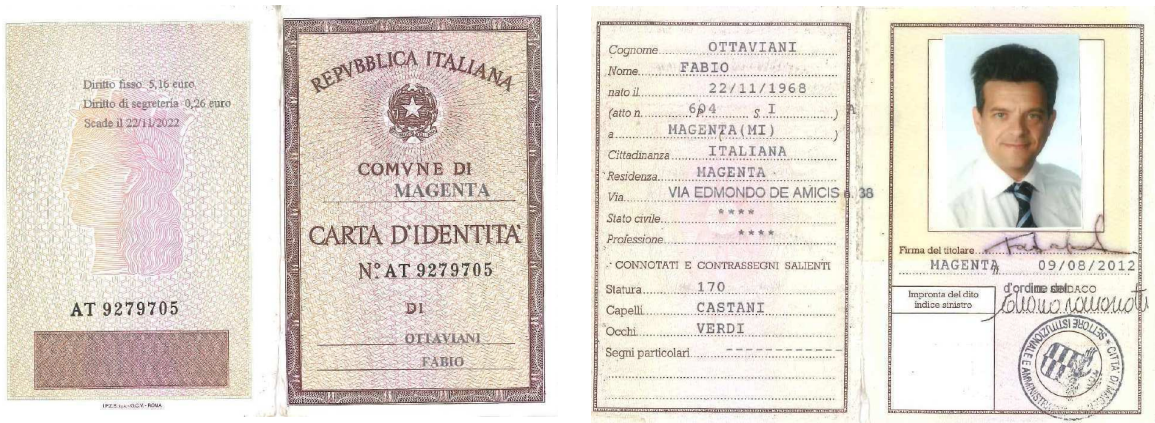 Diritto fisso 5,16 euro
Diritto di segreteria 0,26 euro
Scade il 22/11/2022
AT 9279705
I.P.Z.S. S.p.A. - O.C.V. - ROMA
REPVBBLICA ITALIANA
COMVNE DI
MAGENTA
CARTA D'IDENTITA'
N° AT 9279705
DI
OTTAVIANI
FABIO
Cognome OTTAVIANI
Nome FABIO
nato il 22/11/1968
(atto n. 604 S I A )
a MAGENTA(MI) )
Cittadinanza ITALIANA
Residenza MAGENTA
Via VIA EDMONDO DE AMICIS n. 38
Stato civile ****
Professione ****
CONNOTATI E CONTRASSEGNI SALIENTI
Statura 170
Capelli CASTANI
Occhi VERDI
Segni particolari
Firma del titolare
MAGENTA 09/08/2012
Impronta del dito
indice sinistro
d'ordine del SINDACO